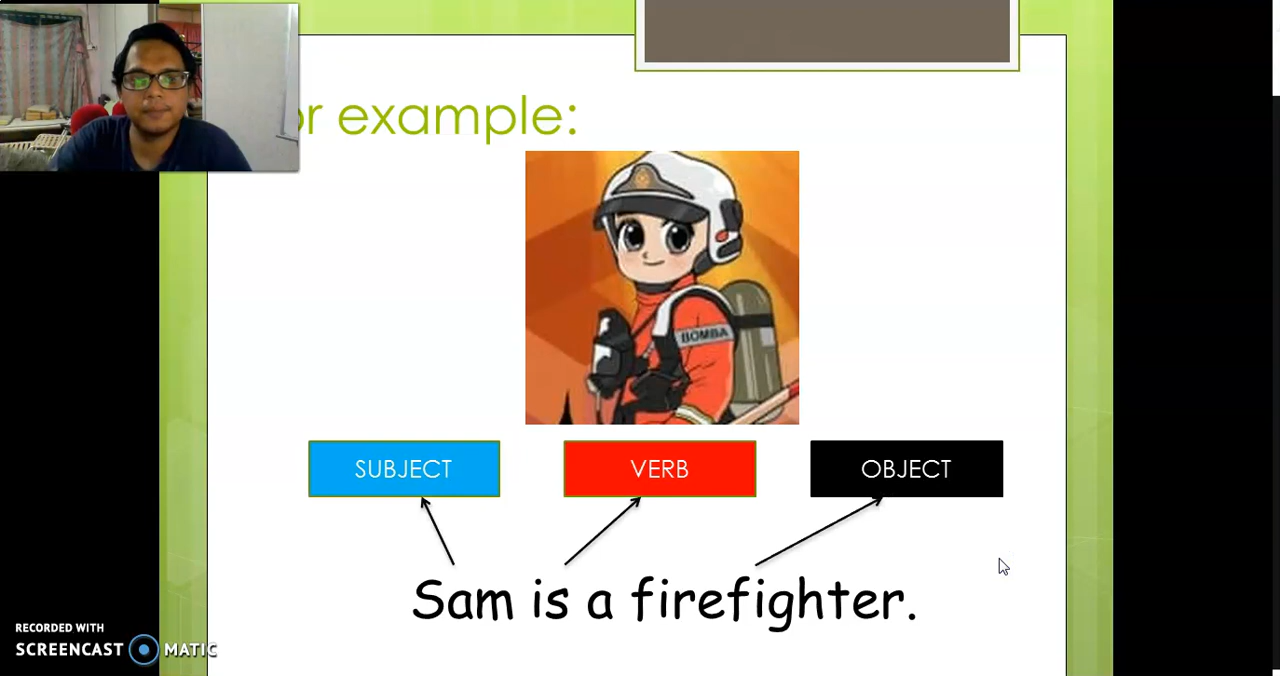 or example:
BOMBA
SUBJECT
VERB
OBJECT
Sam is a firefighter.
RECORDED WITH
SCREENCAST MATIC